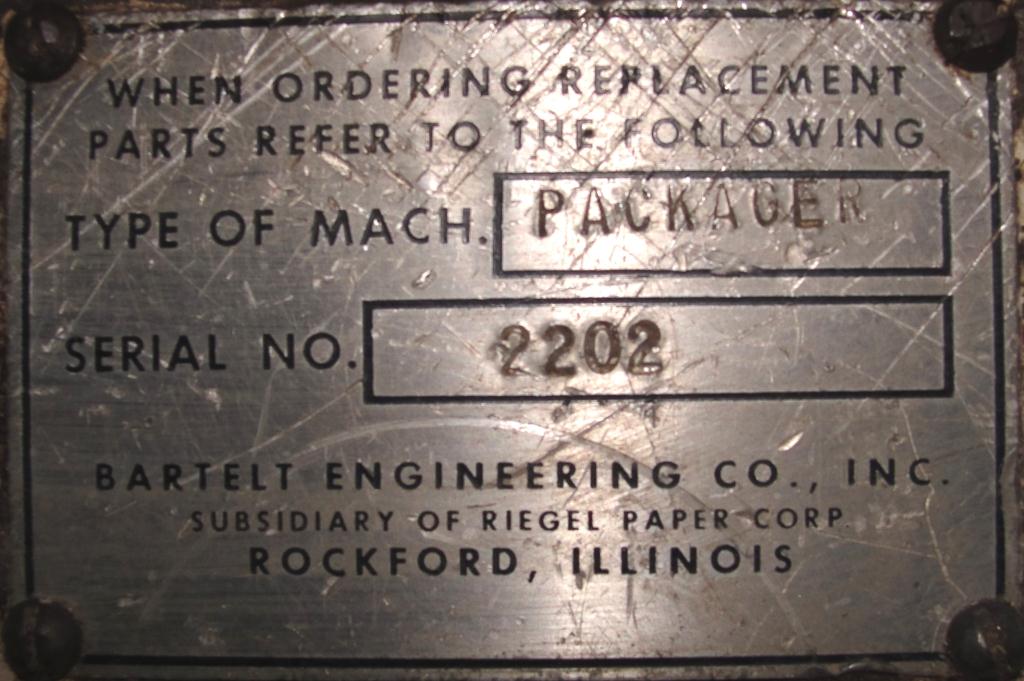 WHEN ORDERING REPLACEMENT
PARTS REFER TO THE FOLLOWING
TYPE OF MACH. PACKAGER
SERIAL NO. 2202
BARTELT ENGINEERING CO., INC.
SUBSIDIARY OF RIEGEL PAPER CORP.
ROCKFORD, ILLINOIS